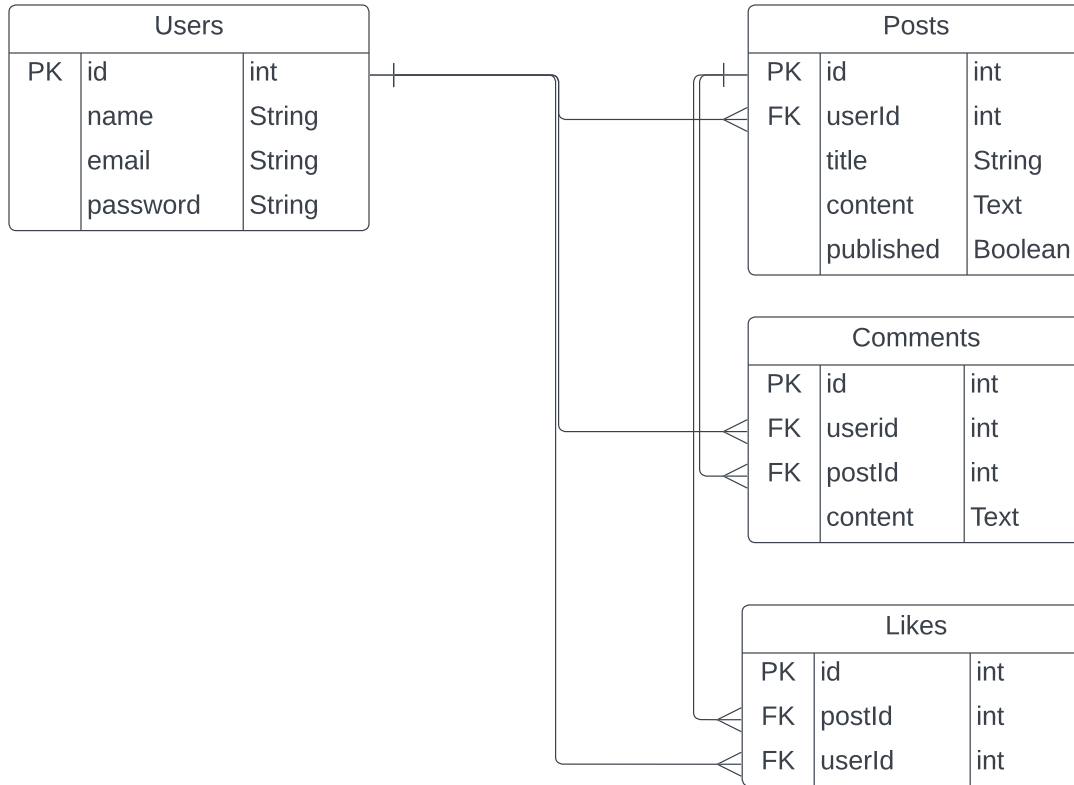 Users
PK id int
name String
email String
password String
Posts
PK id int
FK userId int
title String
content Text
published Boolean
Comments
PK id int
FK userid int
FK postId int
content Text
Likes
PK id int
FK postId int
FK userId int